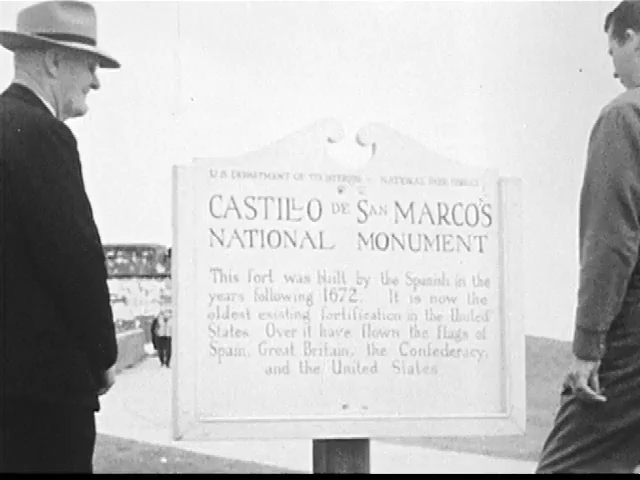 U.S. DEPARTMENT OF THE INTERIOR - NATIONAL PARK SERVICE
CASTILLO DE SAN MARCOS
NATIONAL MONUMENT
This fort was built by the Spanish in the
years following 1672. It is now the
oldest existing fortification in the United
States. Over it have flown the flags of
Spain, Great Britain, the Confederacy,
and the United States